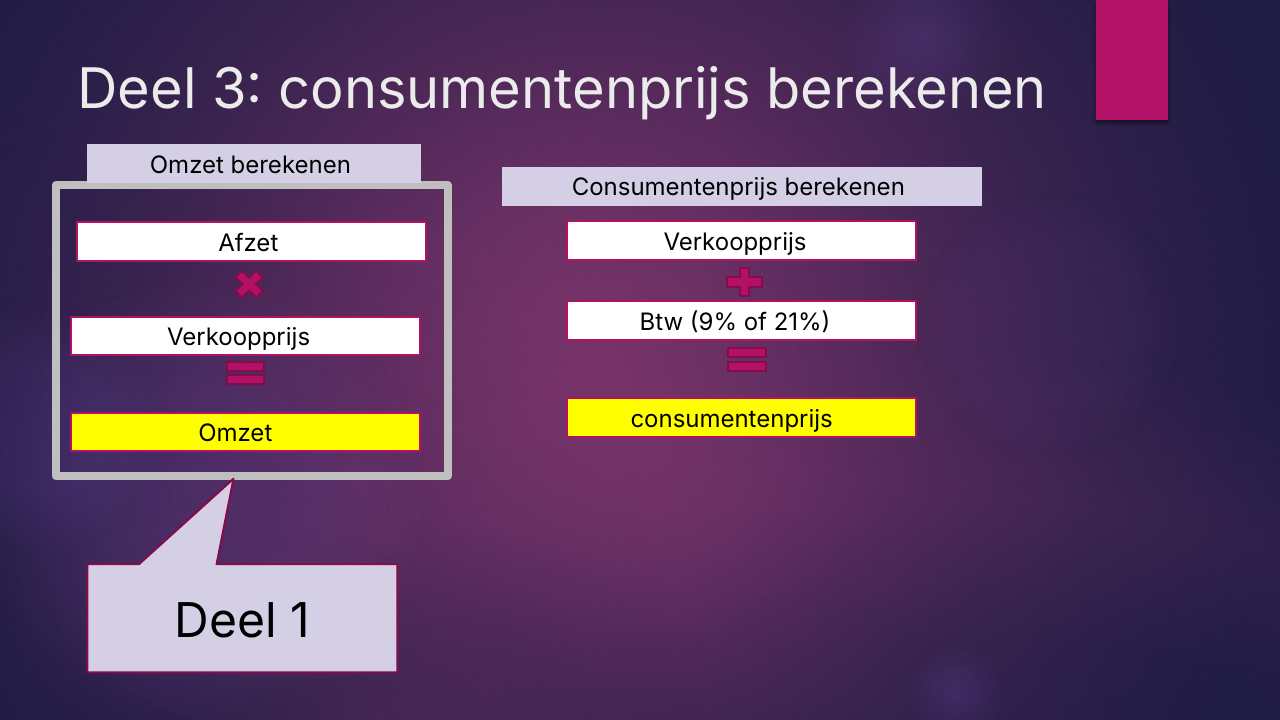 Deel 3: consumentenprijs berekenen
Omzet berekenen
Afzet
Verkoopprijs
Omzet
Deel 1
Consumentenprijs berekenen
Verkoopprijs
Btw (9% of 21%)
consumentenprijs